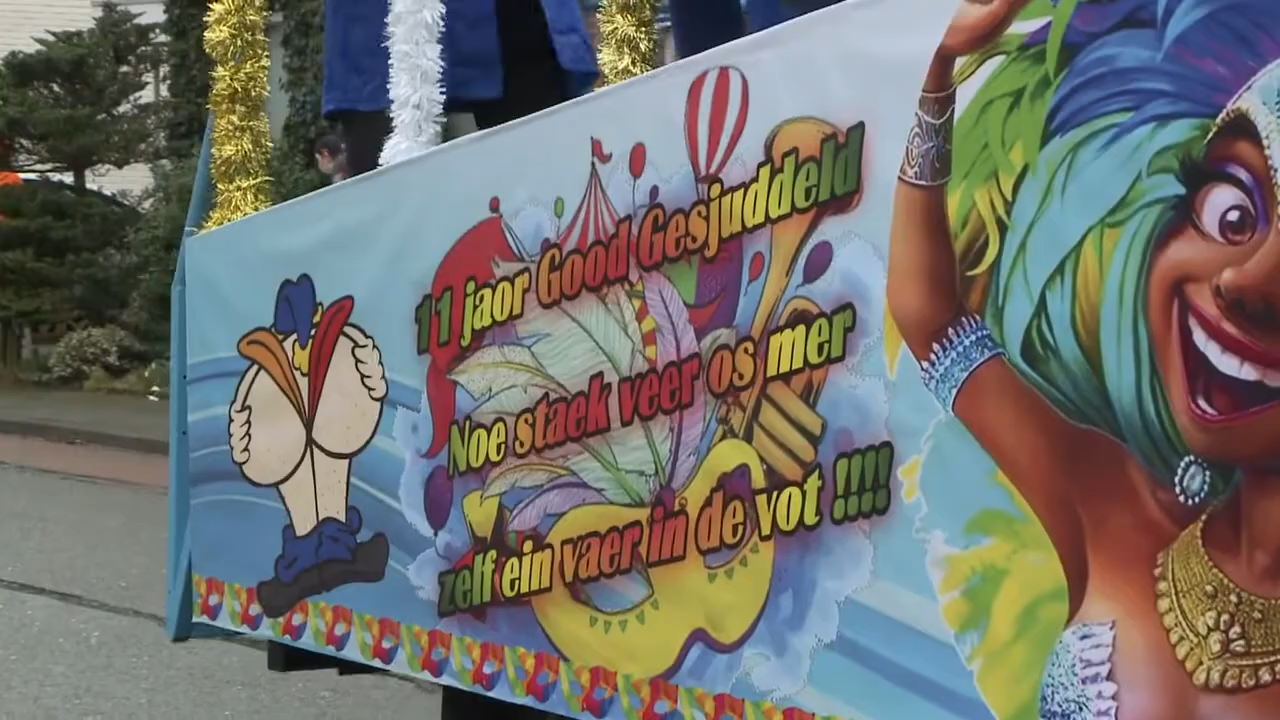 11 jaor Good Gesjuddeld
Noe staek veer os mer
zelf ein vaer in de vot !!!!